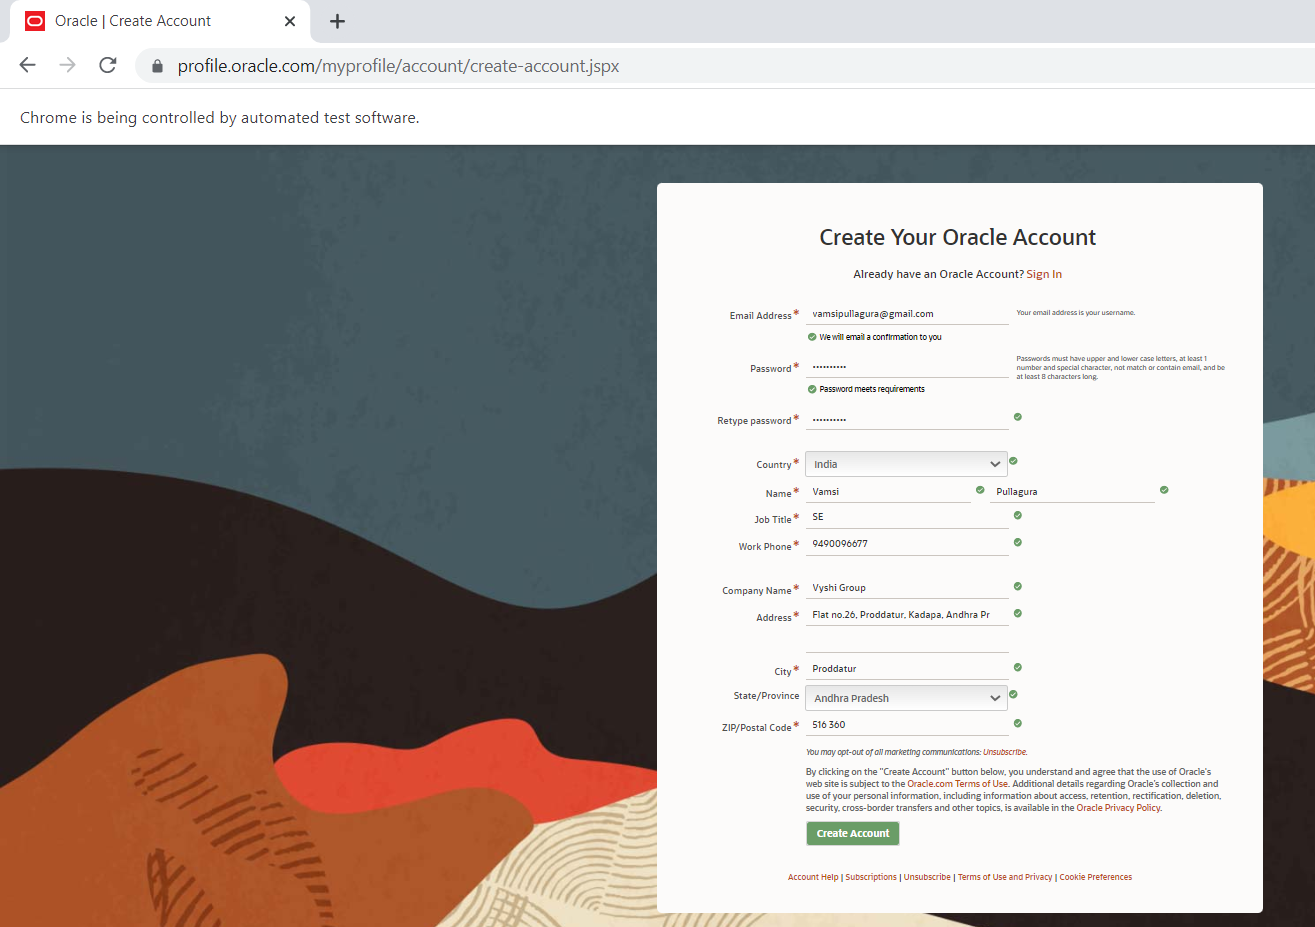 Oracle | Create Account
profile.oracle.com/myprofile/account/create-account.jspx
Chrome is being controlled by automated test software.
Create Your Oracle Account
Already have an Oracle Account? Sign In
Email Address* vamsipullagura@gmail.com Your email address is your username.
We will email a confirmation to you
Password* •••••••••• Passwords must have upper and lower case letters, at least 1
number and special character, not match or contain email, and be
at least 8 characters long.
Password meets requirements
Retype password* ••••••••••
Country* India
Name* Vamsi Pullagura
Job Title* SE
Work Phone* 9490096677
Company Name* Vyshi Group
Address* Flat no.26, Proddatur, Kadapa, Andhra Pr
City* Proddatur
State/Province Andhra Pradesh
ZIP/Postal Code* 516 360
You may opt-out of all marketing communications: Unsubscribe.
By clicking on the "Create Account" button below, you understand and agree that the use of Oracle's
web site is subject to the Oracle.com Terms of Use. Additional details regarding Oracle's collection and
use of your personal information, including information about access, retention, rectification, deletion,
security, cross-border transfers and other topics, is available in the Oracle Privacy Policy.
Create Account
Account Help | Subscriptions | Unsubscribe | Terms of Use and Privacy | Cookie Preferences